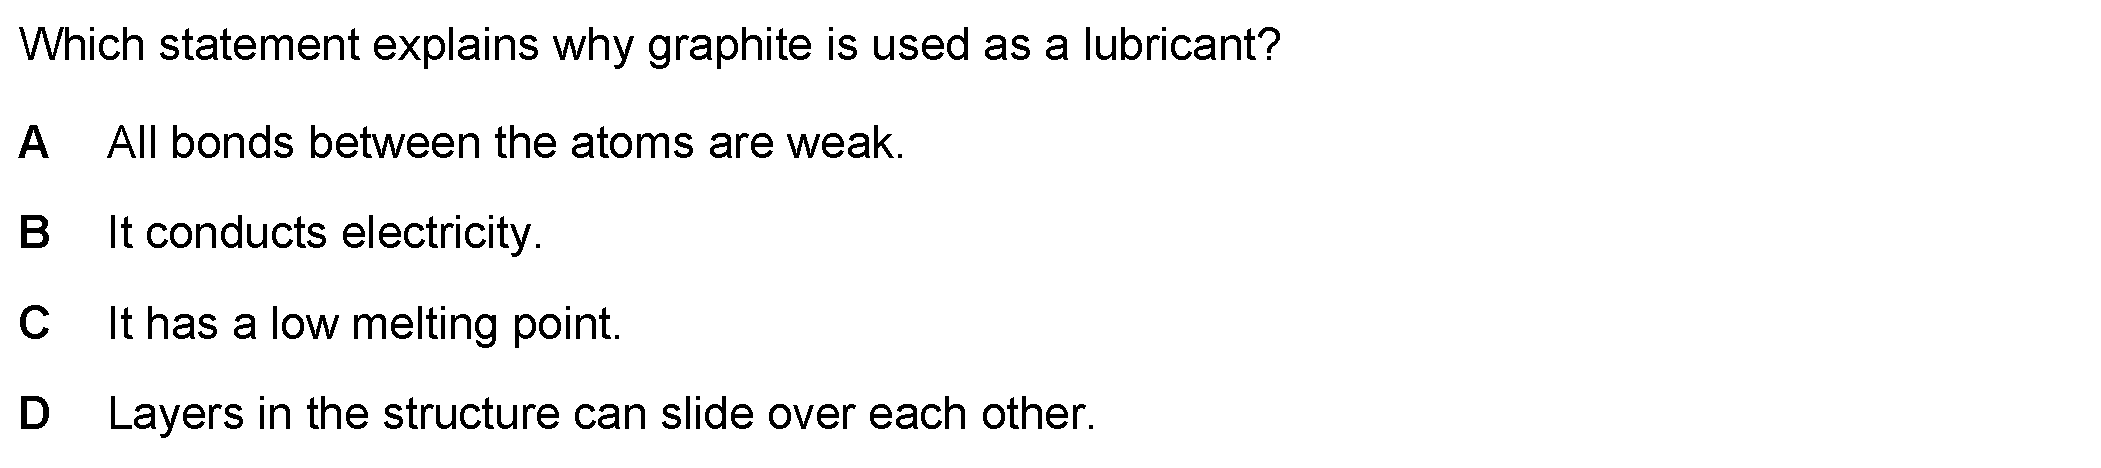 Which statement explains why graphite is used as a lubricant?
A All bonds between the atoms are weak.
B It conducts electricity.
C It has a low melting point.
D Layers in the structure can slide over each other.